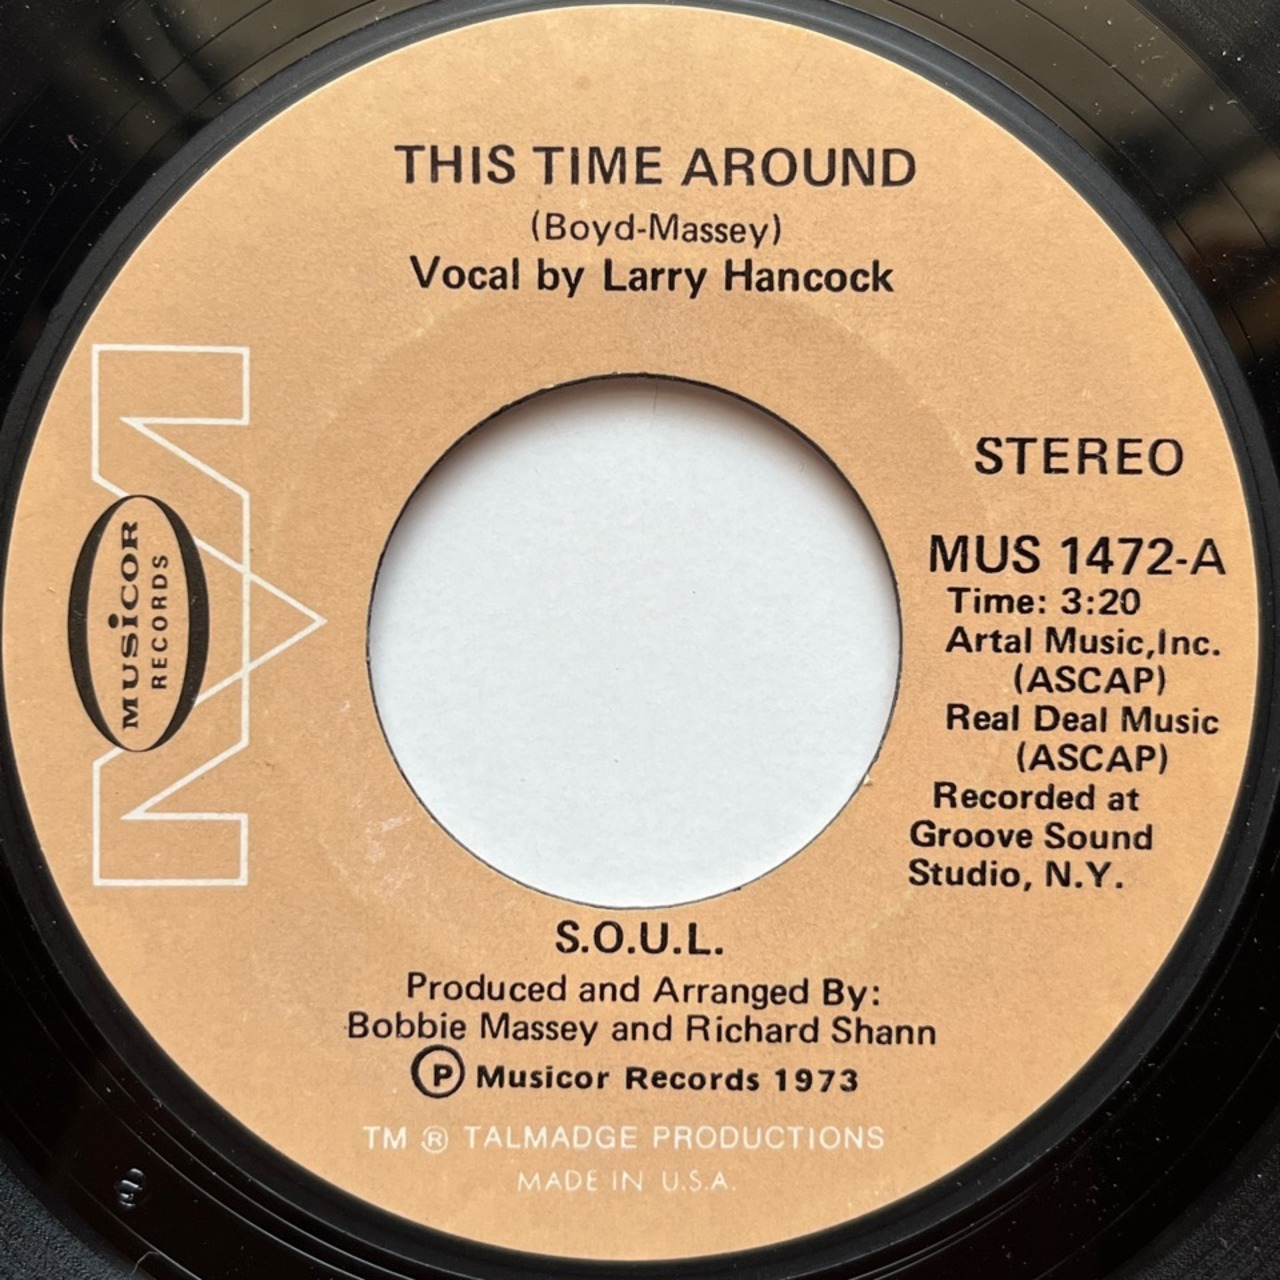 THIS TIME AROUND
(Boyd-Massey)
Vocal by Larry Hancock
MUSICOR
RECORDS
STEREO
MUS 1472-A
Time: 3:20
Artal Music,Inc.
(ASCAP)
Real Deal Music
(ASCAP)
Recorded at
Groove Sound
Studio, N.Y.
S.O.U.L.
Produced and Arranged By:
Bobbie Massey and Richard Shann
Ⓟ Musicor Records 1973
TM ® TALMADGE PRODUCTIONS
MADE IN U.S.A.